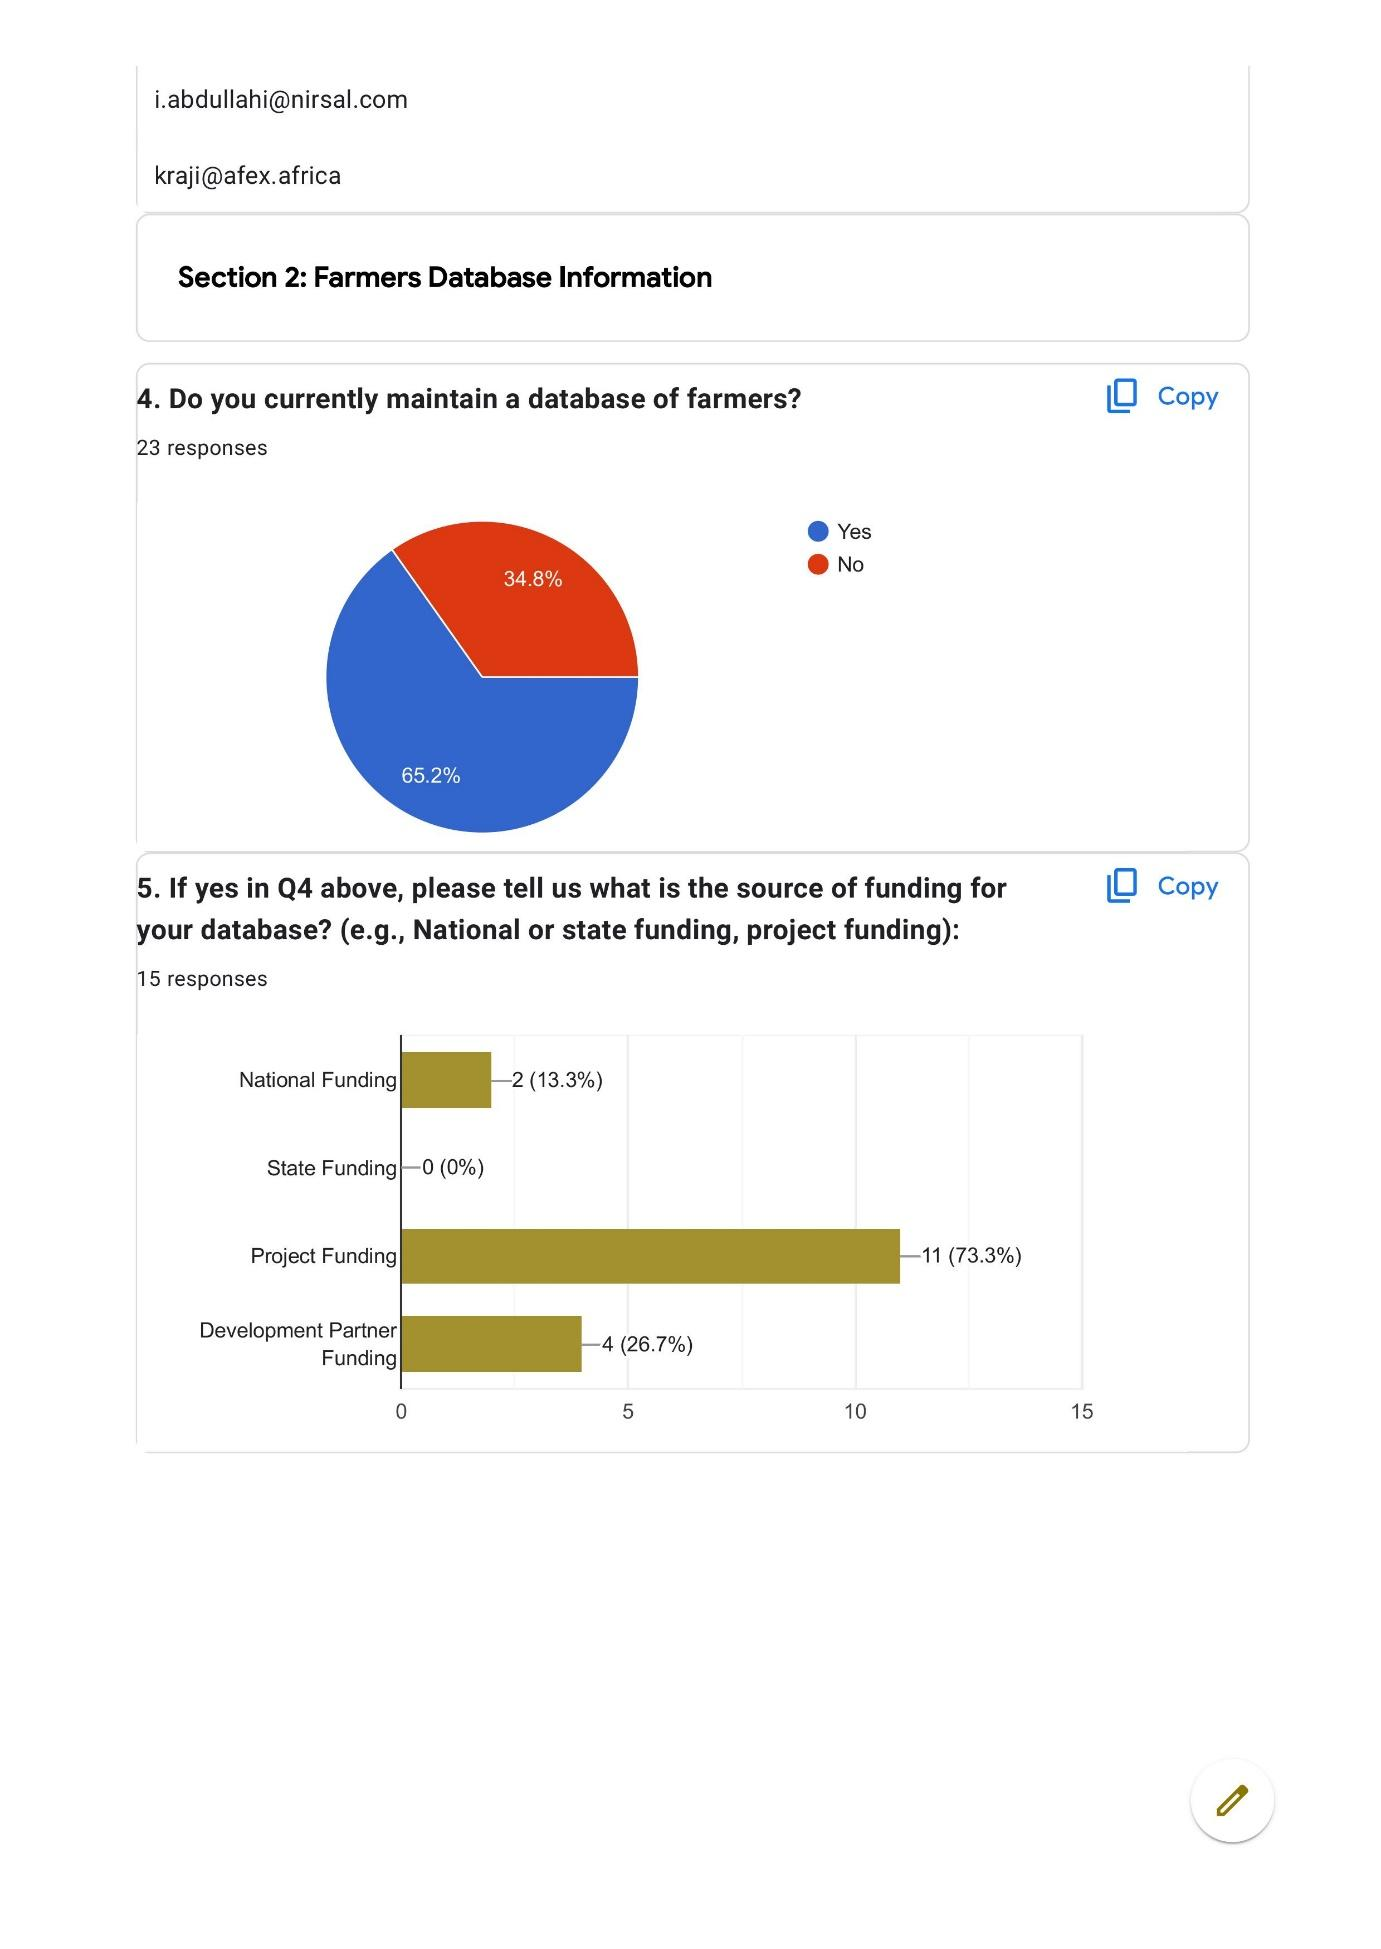 i.abdullahi@nirsal.com
kraji@afex.africa
Section 2: Farmers Database Information
4. Do you currently maintain a database of farmers?
Copy
23 responses
Yes
No
34.8%
65.2%
5. If yes in Q4 above, please tell us what is the source of funding for
your database? (e.g., National or state funding, project funding):
Copy
15 responses
National Funding 2 (13.3%)
State Funding 0 (0%)
Project Funding 11 (73.3%)
Development Partner
Funding 4 (26.7%)
0 5 10 15